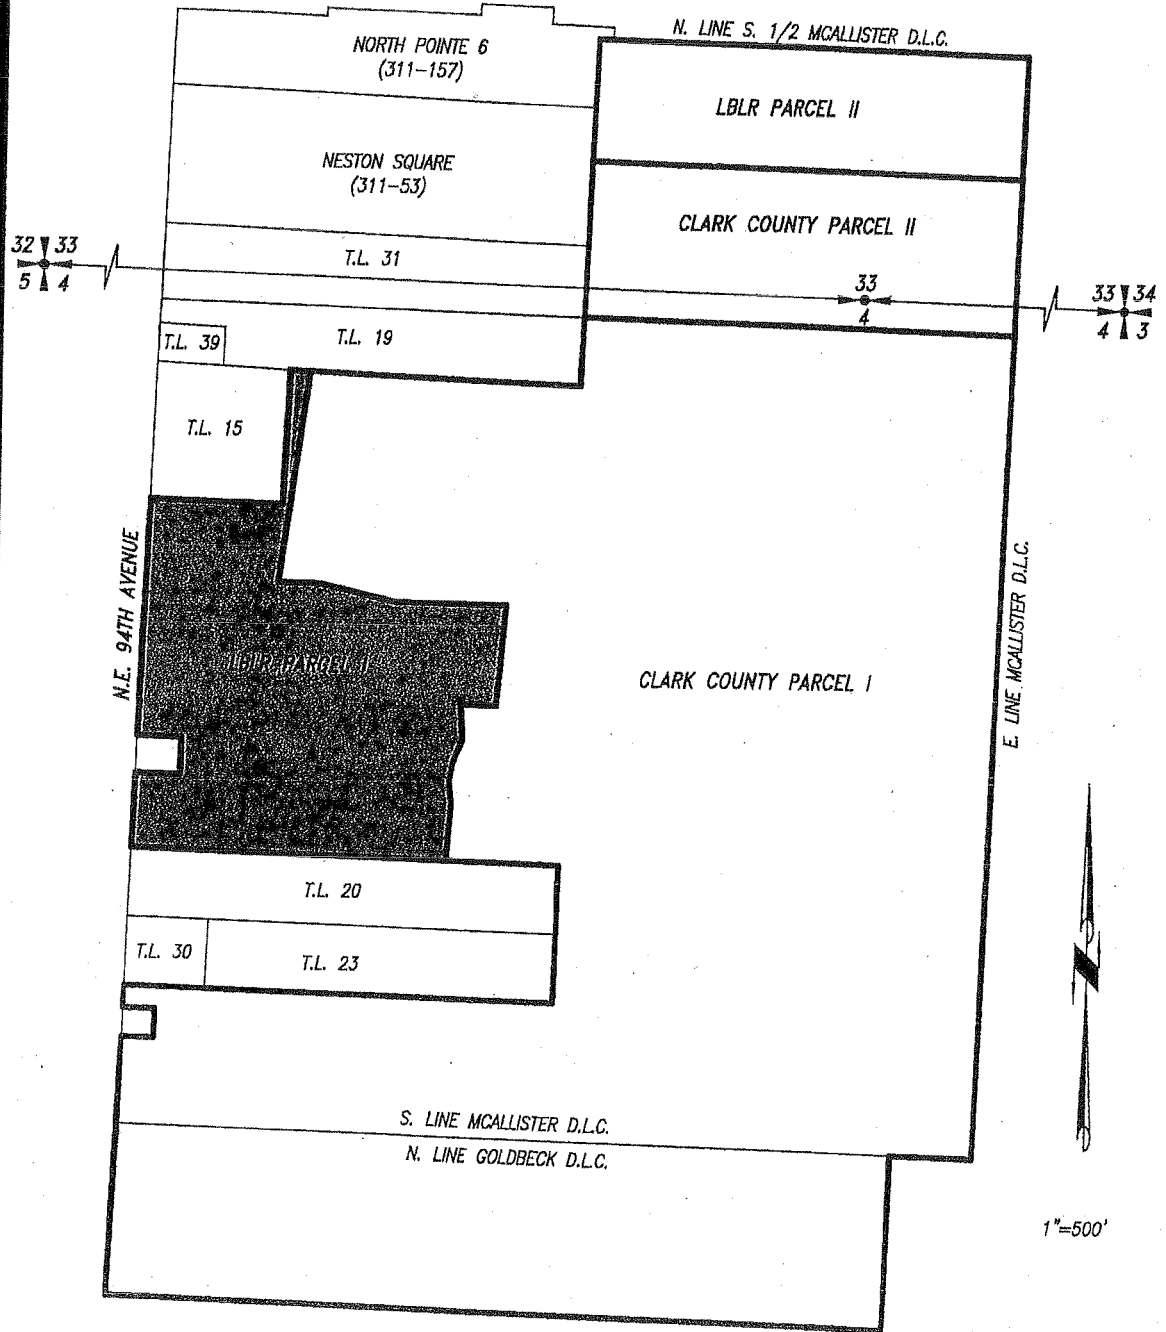 N. LINE S. 1/2 MCALLISTER D.L.C.
NORTH POINTE 6
(311-157)
LBLR PARCEL II
NESTON SQUARE
(311-53)
CLARK COUNTY PARCEL II
T.L. 31
32 33
5 4
33
4
33 34
4 3
T.L. 39
T.L. 19
T.L. 15
N.E. 94TH AVENUE
E. LINE MCALLISTER D.L.C.
LBLR PARCEL I
CLARK COUNTY PARCEL I
T.L. 20
T.L. 30
T.L. 23
S. LINE MCALLISTER D.L.C.
N. LINE GOLDBECK D.L.C.
1"=500'